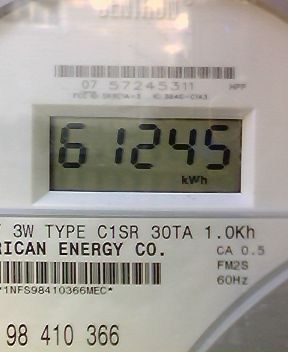 CENTRON
07 57245311
61245
kWh
3W TYPE C1SR 30TA 1.0Kh
RICAN ENERGY CO.
CA 0.5
FM2S
60Hz
*1NFS98410366MEC*
98 410 366